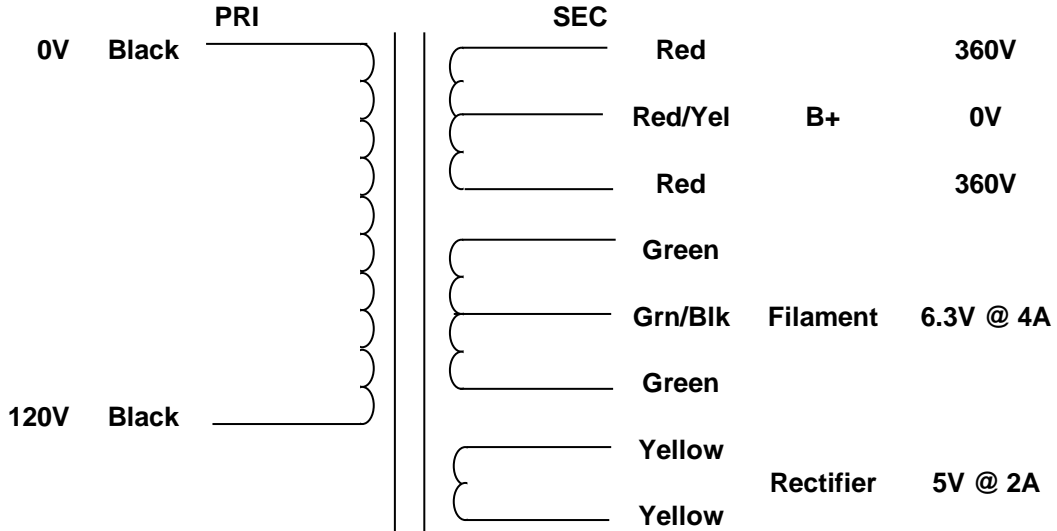 PRI SEC
0V Black Red 360V
Red/Yel B+ 0V
Red 360V
Green
Grn/Blk Filament 6.3V @ 4A
Green
120V Black
Yellow
Rectifier 5V @ 2A
Yellow